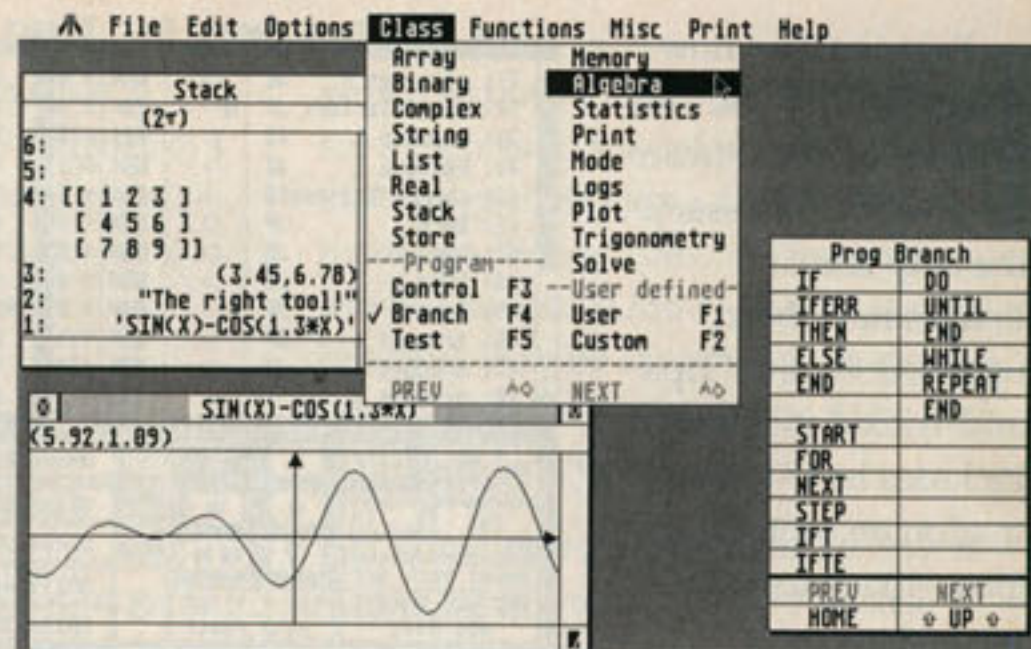 File Edit Options Class Functions Misc Print Help
Array Memory
Binary Algebra
Complex Statistics
String Print
List Mode
Real Logs
Stack Plot
Store Trigonometry
--Program-- Solve
Control F3 --User defined-
✓ Branch F4 User F1
Test F5 Custom F2
PREV ^◇ NEXT ^◇
Stack
(2π)
6:
5:
4: [[ 1 2 3 ]
[ 4 5 6 ]
[ 7 8 9 ]]
3: (3.45,6.78)
2: "The right tool!"
1: 'SIN(X)-COS(1.3*X)'
SIN(X)-COS(1.3*X)
(5.92,1.09)
Prog Branch
IF DO
IFERR UNTIL
THEN END
ELSE WHILE
END REPEAT
END
START
FOR
NEXT
STEP
IFT
IFTE
PREV NEXT
HOME ⇧ UP ⇧